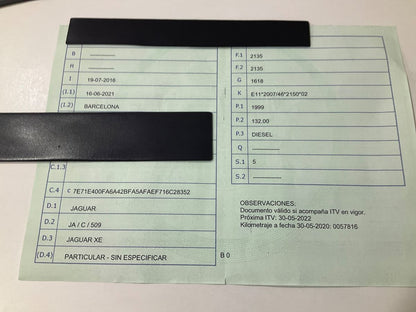 B ----------
H ----------
I 19-07-2016
(I.1) 16-06-2021
(I.2) BARCELONA
C.1.3
C.4 C 7E71E400FA6A42BFA5AFAEF716C28352
D.1 JAGUAR
D.2 JA / C / 509
D.3 JAGUAR XE
(D.4) PARTICULAR - SIN ESPECIFICAR
F.1 2135
F.2 2135
G 1618
K E11*2007/46*2150*02
P.1 1999
P.2 132.00
P.3 DIESEL
Q ----------
S.1 5
S.2 ----------
OBSERVACIONES:
Documento válido si acompaña ITV en vigor.
Próxima ITV: 30-05-2022
Kilometraje a fecha 30-05-2020: 0057816
B 0